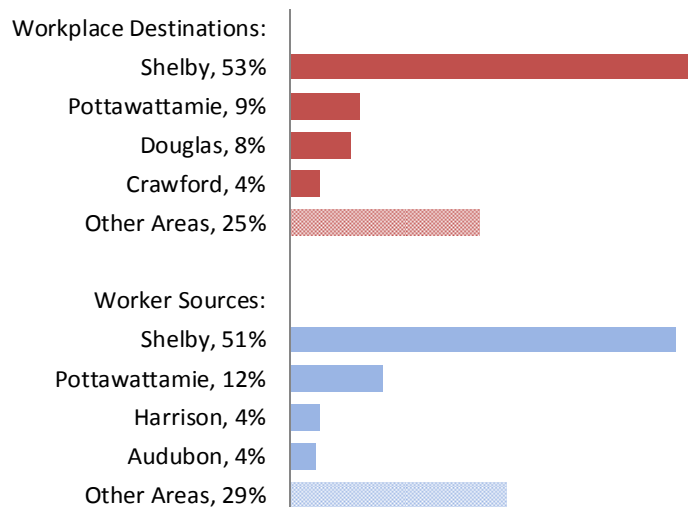 Workplace Destinations:
Shelby, 53%
Pottawattamie, 9%
Douglas, 8%
Crawford, 4%
Other Areas, 25%
Worker Sources:
Shelby, 51%
Pottawattamie, 12%
Harrison, 4%
Audubon, 4%
Other Areas, 29%